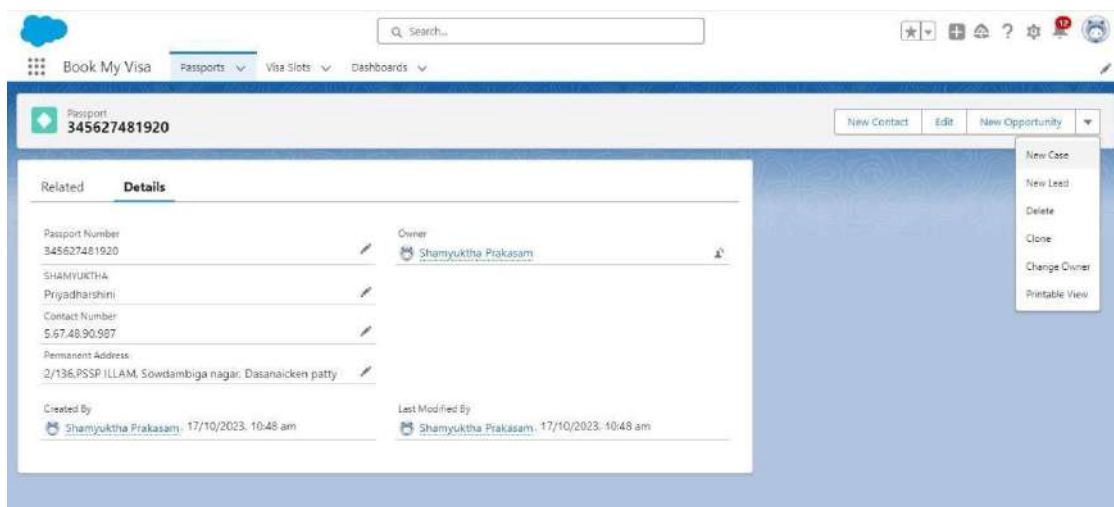 Search...
12
Book My Visa Passports Visa Slots Dashboards
Passport
345627481920
New Contact Edit New Opportunity
New Case
New Lead
Delete
Clone
Change Owner
Printable View
Related Details
Passport Number
345627481920
Owner
Shamyuktha Prakasam
SHAMYUKTHA
Priyadharshini
Contact Number
5,67,48,90,987
Permanent Address
2/136,PSSP ILLAM, Sowdambiga nagar, Dasanaicken patty
Created By
Shamyuktha Prakasam, 17/10/2023, 10:48 am
Last Modified By
Shamyuktha Prakasam, 17/10/2023, 10:48 am